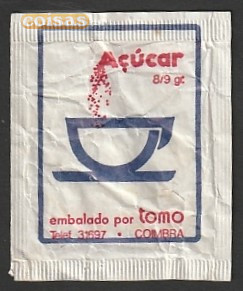 coisas
Açúcar
8/9 gr.
embalado por tomo
Telef. 31697 • COIMBRA